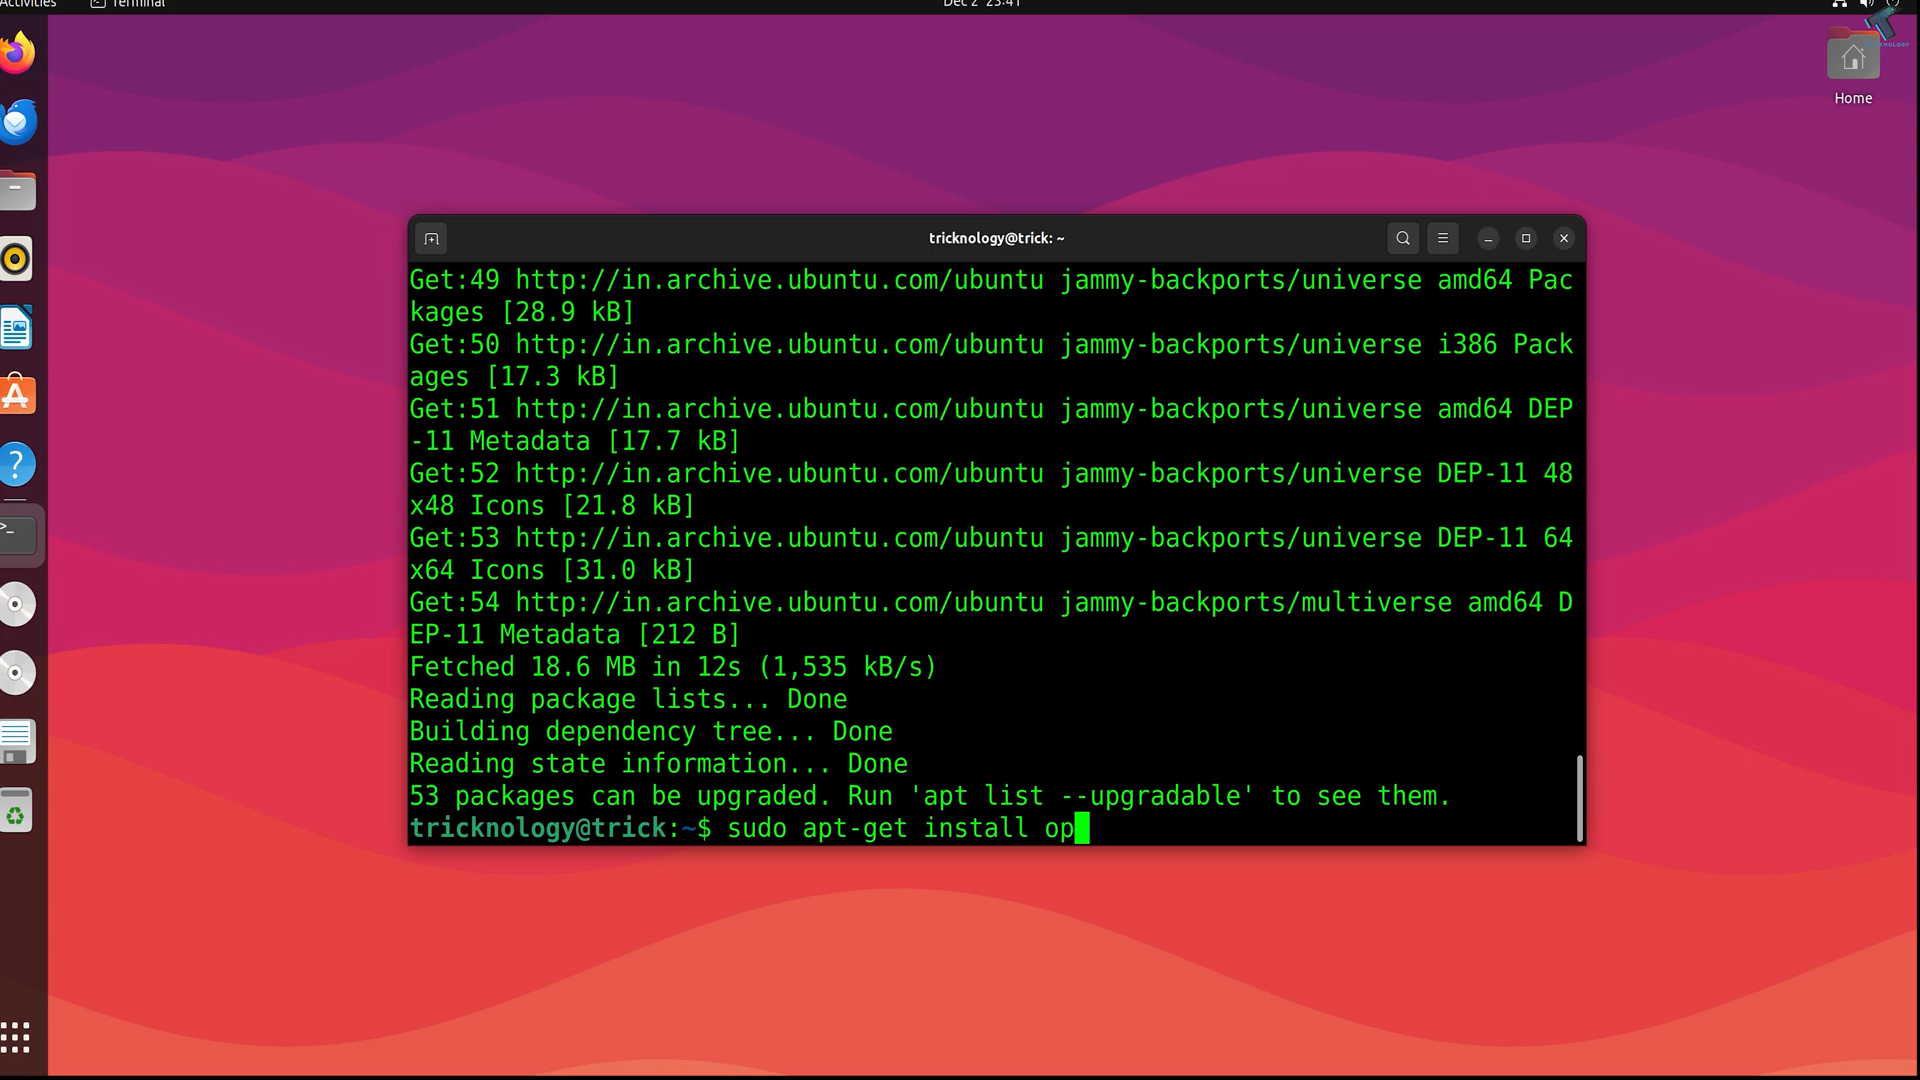 Activities
Terminal
Dec 2 23:41
Home
tricknology@trick: ~
Get:49 http://in.archive.ubuntu.com/ubuntu jammy-backports/universe amd64 Pac
kages [28.9 kB]
Get:50 http://in.archive.ubuntu.com/ubuntu jammy-backports/universe i386 Pack
ages [17.3 kB]
Get:51 http://in.archive.ubuntu.com/ubuntu jammy-backports/universe amd64 DEP
-11 Metadata [17.7 kB]
Get:52 http://in.archive.ubuntu.com/ubuntu jammy-backports/universe DEP-11 48
x48 Icons [21.8 kB]
Get:53 http://in.archive.ubuntu.com/ubuntu jammy-backports/universe DEP-11 64
x64 Icons [31.0 kB]
Get:54 http://in.archive.ubuntu.com/ubuntu jammy-backports/multiverse amd64 D
EP-11 Metadata [212 B]
Fetched 18.6 MB in 12s (1,535 kB/s)
Reading package lists... Done
Building dependency tree... Done
Reading state information... Done
53 packages can be upgraded. Run 'apt list --upgradable' to see them.
tricknology@trick:~$ sudo apt-get install op